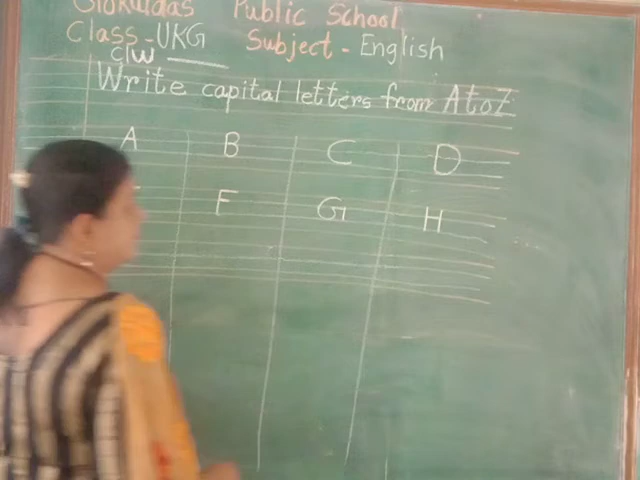 Public School
Class - UKG Subject - English
C/W
Write capital letters from A to Z
A B C D
F G H